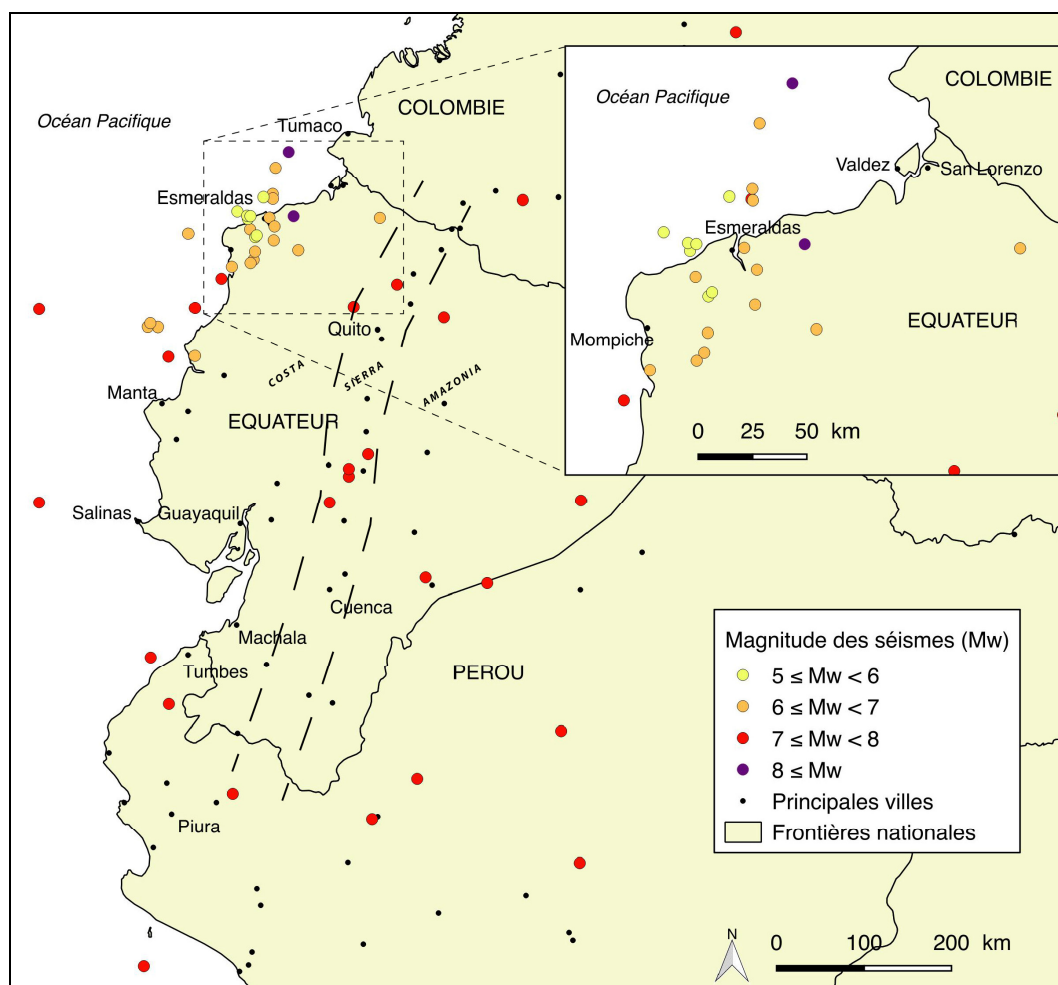 COLOMBIE
Océan Pacifique
Tumaco
Esmeraldas
Quito
COSTA
SIERRA
AMAZONIA
Manta
EQUATEUR
Salinas
Guayaquil
Cuenca
Machala
Tumbes
PEROU
Piura
COLOMBIE
Océan Pacifique
Valdez
San Lorenzo
Esmeraldas
EQUATEUR
Mompiche
0 25 50 km
Magnitude des séismes (Mw)
5 ≤ Mw < 6
6 ≤ Mw < 7
7 ≤ Mw < 8
8 ≤ Mw
Principales villes
Frontières nationales
N
0 100 200 km